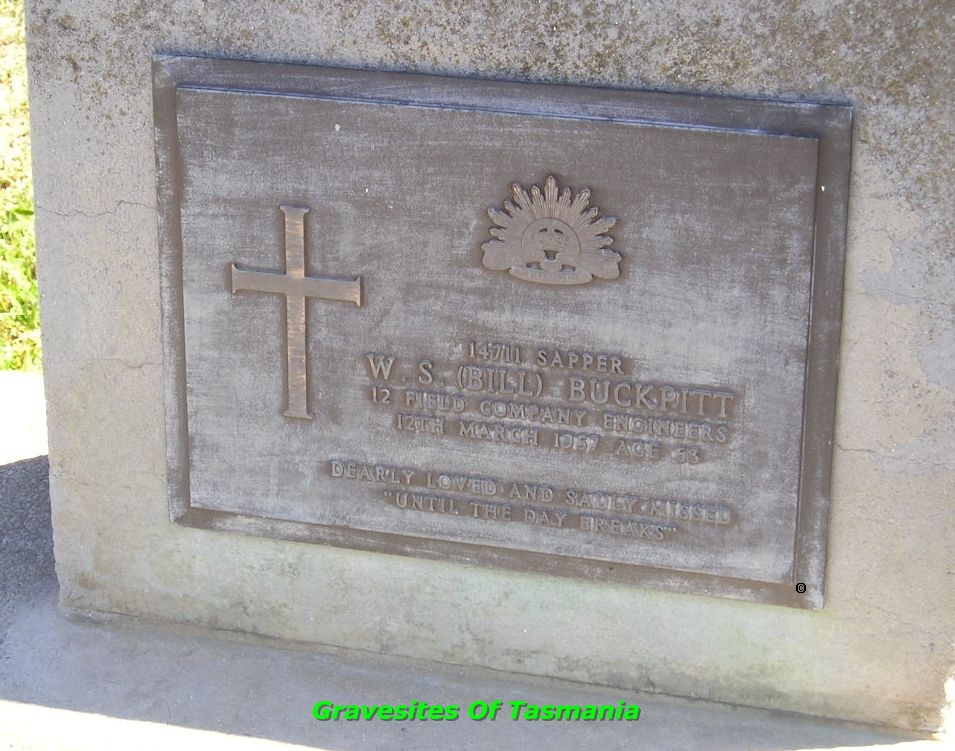 14711 SAPPER
W. S. (BILL) BUCKPITT
12 FIELD COMPANY ENGINEERS
12TH MARCH 1957 AGE
DEARLY LOVED AND SADLY MISSED
"UNTIL THE DAY BREAKS"
©
Gravesites Of Tasmania